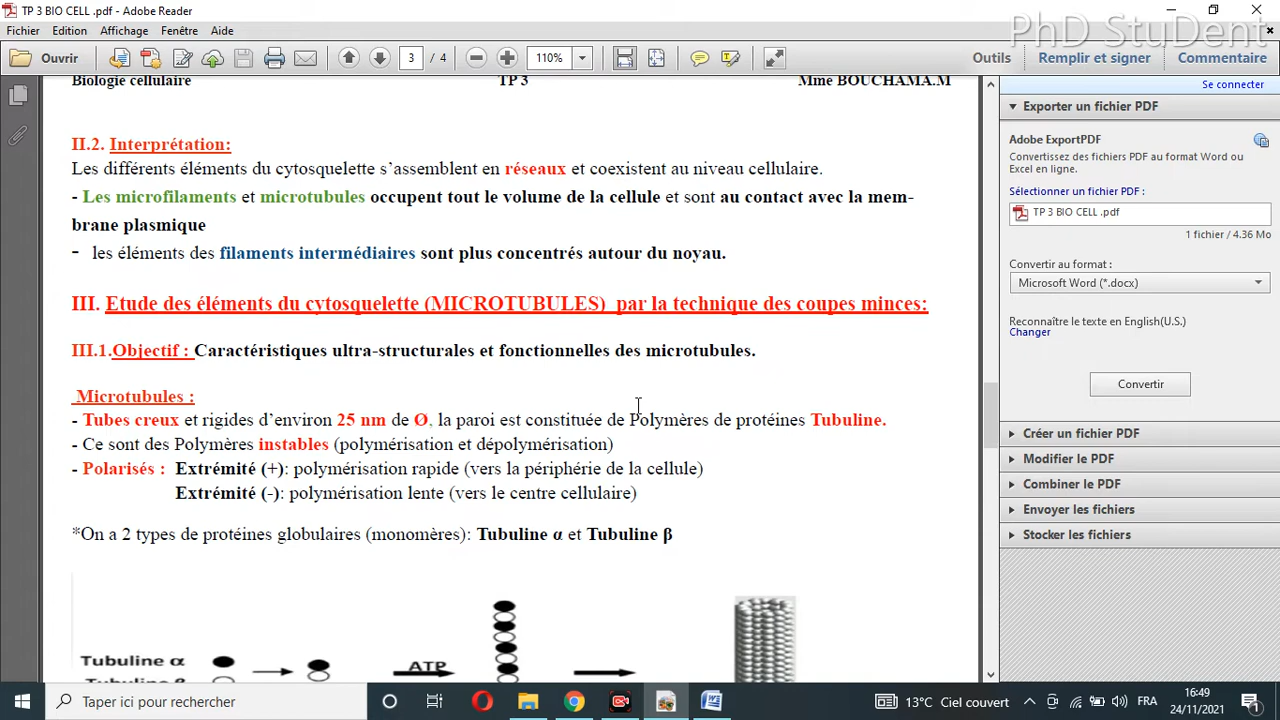 TP 3 BIO CELL .pdf - Adobe Reader
PhD StuDent
Fichier Edition Affichage Fenêtre Aide
Ouvrir 3 / 4 110% Outils Remplir et signer Commentaire
Se connecter
Biologie cellulaire TP 3 Mme BOUCHAMA.M
II.2. Interprétation:
Les différents éléments du cytosquelette s’assemblent en réseaux et coexistent au niveau cellulaire.
- Les microfilaments et microtubules occupent tout le volume de la cellule et sont au contact avec la mem-
brane plasmique
- les éléments des filaments intermédiaires sont plus concentrés autour du noyau.
III. Etude des éléments du cytosquelette (MICROTUBULES) par la technique des coupes minces:
III.1.Objectif : Caractéristiques ultra-structurales et fonctionnelles des microtubules.
Microtubules :
- Tubes creux et rigides d’environ 25 nm de Ø, la paroi est constituée de Polymères de protéines Tubuline.
- Ce sont des Polymères instables (polymérisation et dépolymérisation)
- Polarisés : Extrémité (+): polymérisation rapide (vers la périphérie de la cellule)
Extrémité (-): polymérisation lente (vers le centre cellulaire)
*On a 2 types de protéines globulaires (monomères): Tubuline α et Tubuline β
Tubuline α
Tubuline β
ATP
Exporter un fichier PDF
Adobe ExportPDF
Convertissez des fichiers PDF au format Word ou
Excel en ligne.
Sélectionner un fichier PDF :
TP 3 BIO CELL .pdf
1 fichier / 4.36 Mo
Convertir au format :
Microsoft Word (*.docx)
Reconnaître le texte en English(U.S.)
Changer
Convertir
Créer un fichier PDF
Modifier le PDF
Combiner le PDF
Envoyer les fichiers
Stocker les fichiers
Taper ici pour rechercher
13°C Ciel couvert
FRA
16:49
24/11/2021
1